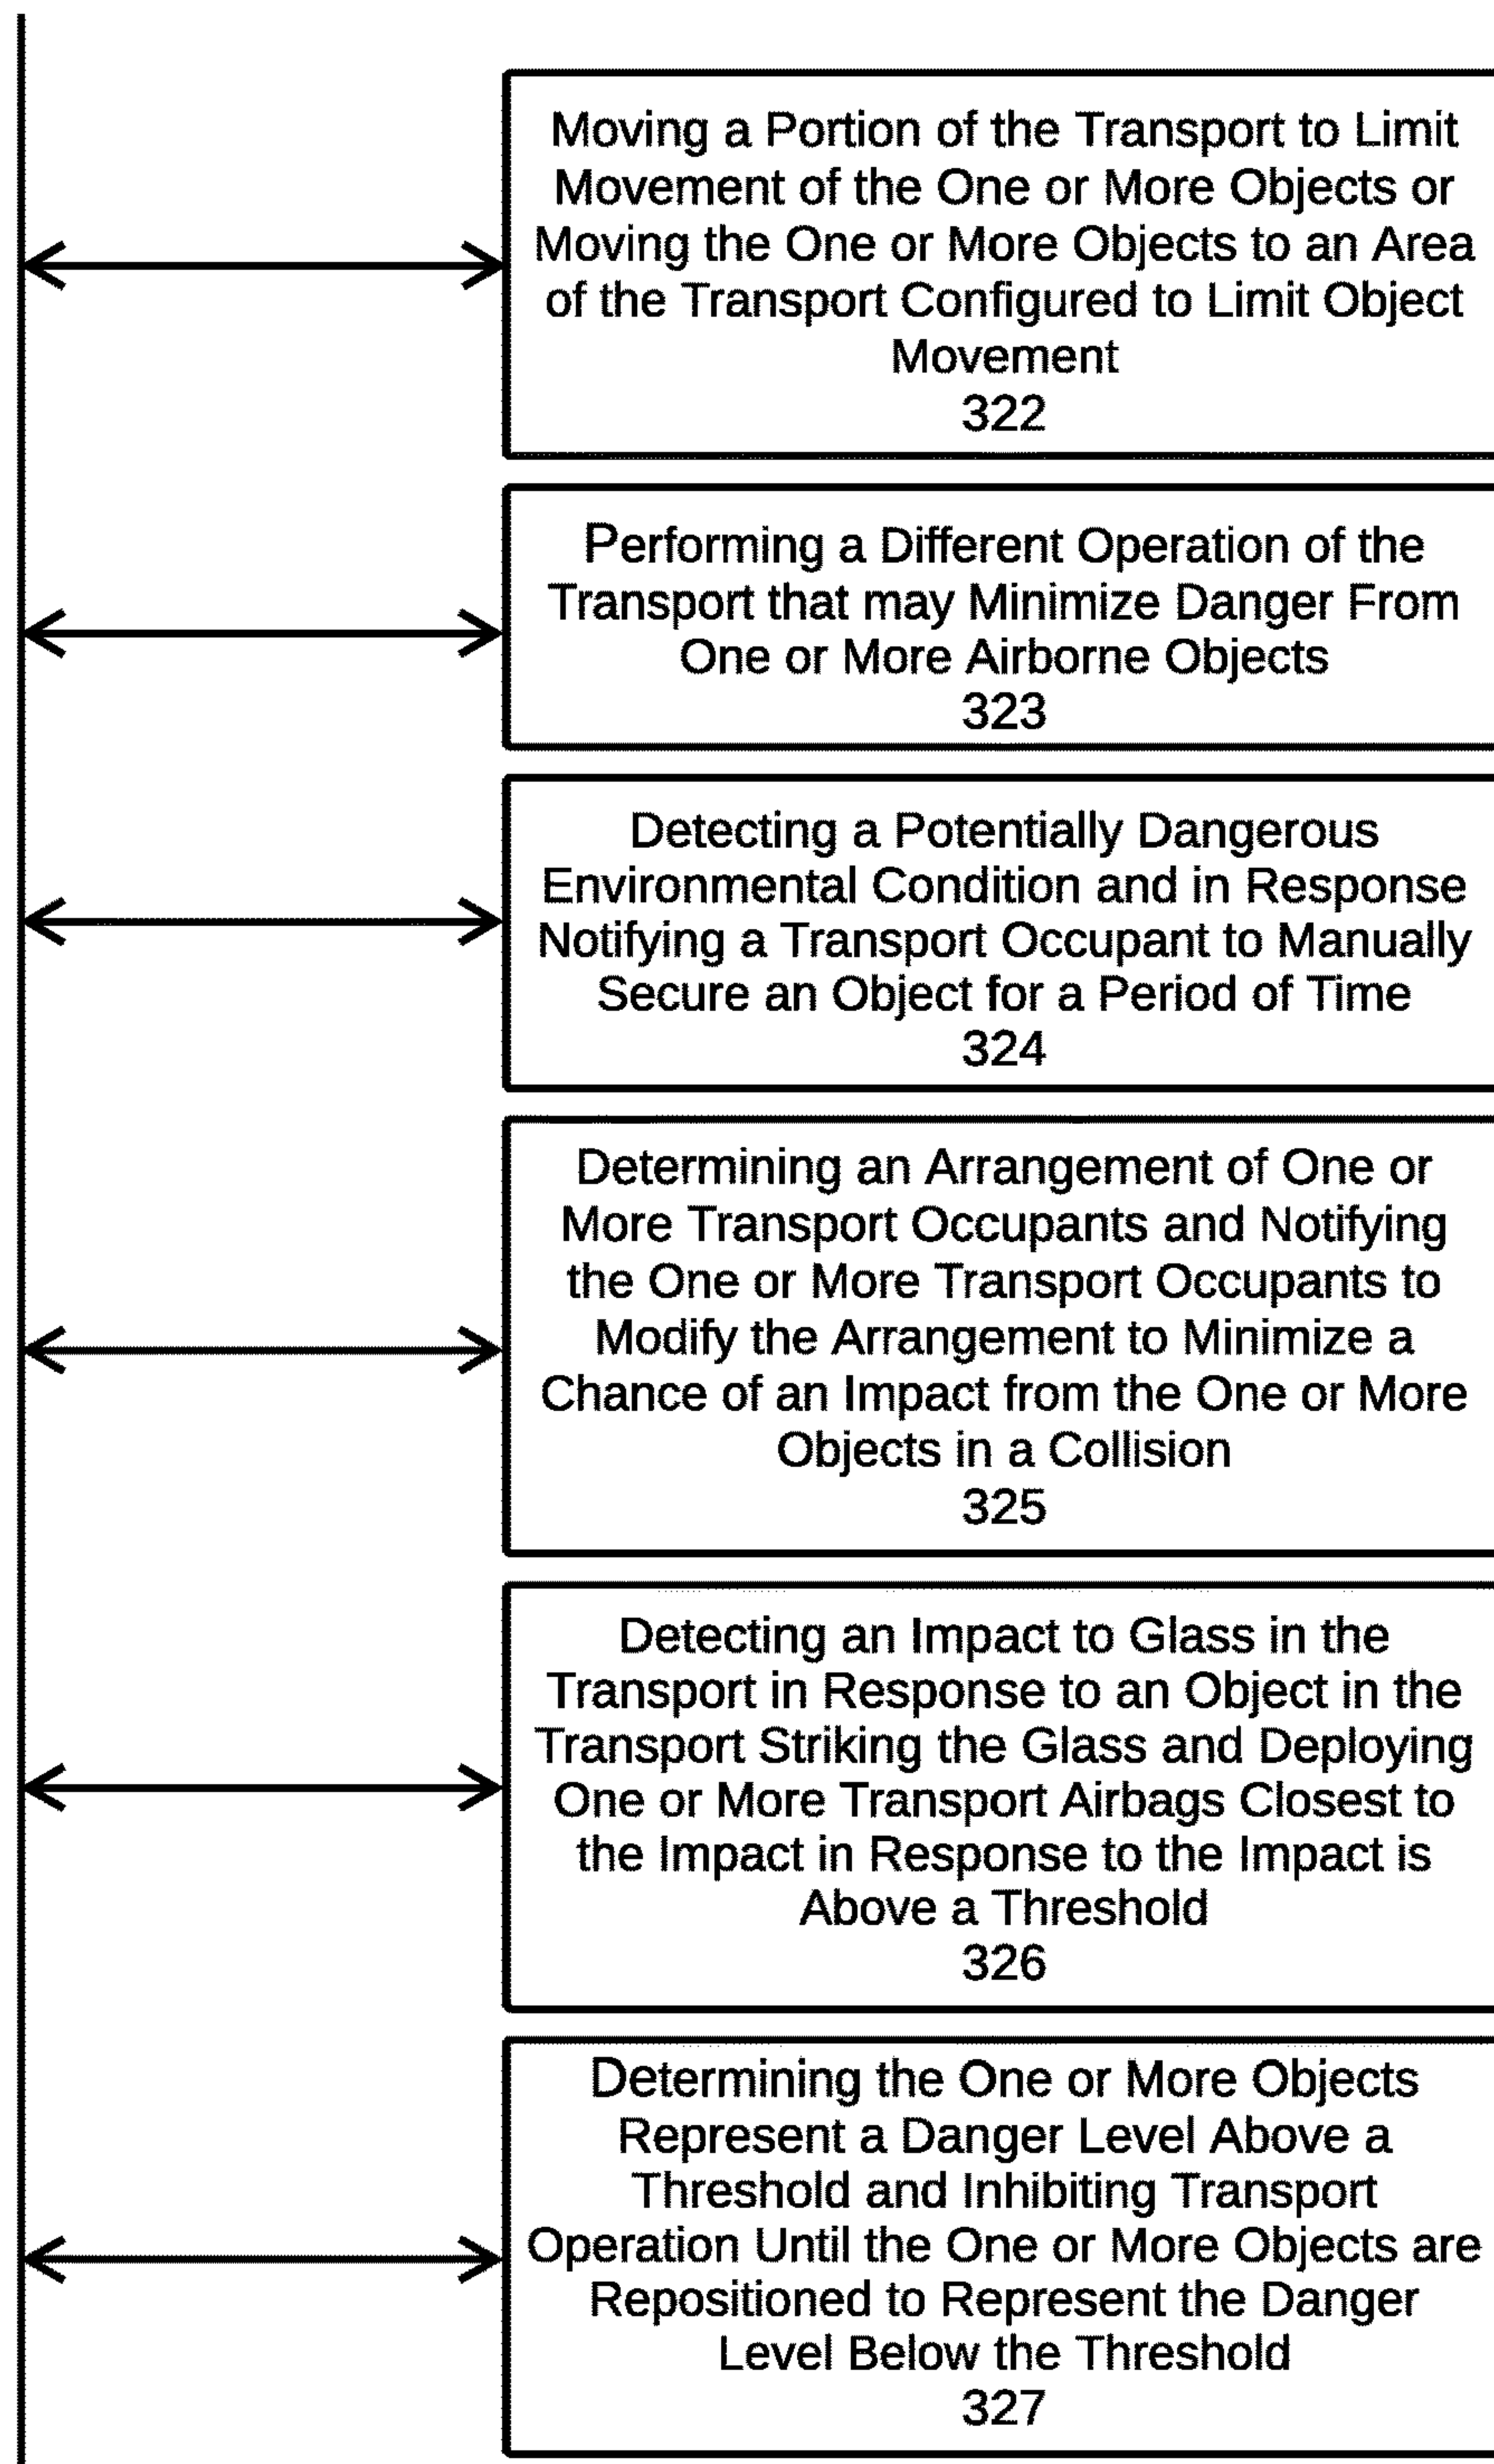 Moving a Portion of the Transport to Limit
Movement of the One or More Objects or
Moving the One or More Objects to an Area
of the Transport Configured to Limit Object
Movement
322
Performing a Different Operation of the
Transport that may Minimize Danger From
One or More Airborne Objects
323
Detecting a Potentially Dangerous
Environmental Condition and in Response
Notifying a Transport Occupant to Manually
Secure an Object for a Period of Time
324
Determining an Arrangement of One or
More Transport Occupants and Notifying
the One or More Transport Occupants to
Modify the Arrangement to Minimize a
Chance of an Impact from the One or More
Objects in a Collision
325
Detecting an Impact to Glass in the
Transport in Response to an Object in the
Transport Striking the Glass and Deploying
One or More Transport Airbags Closest to
the Impact in Response to the Impact is
Above a Threshold
326
Determining the One or More Objects
Represent a Danger Level Above a
Threshold and Inhibiting Transport
Operation Until the One or More Objects are
Repositioned to Represent the Danger
Level Below the Threshold
327